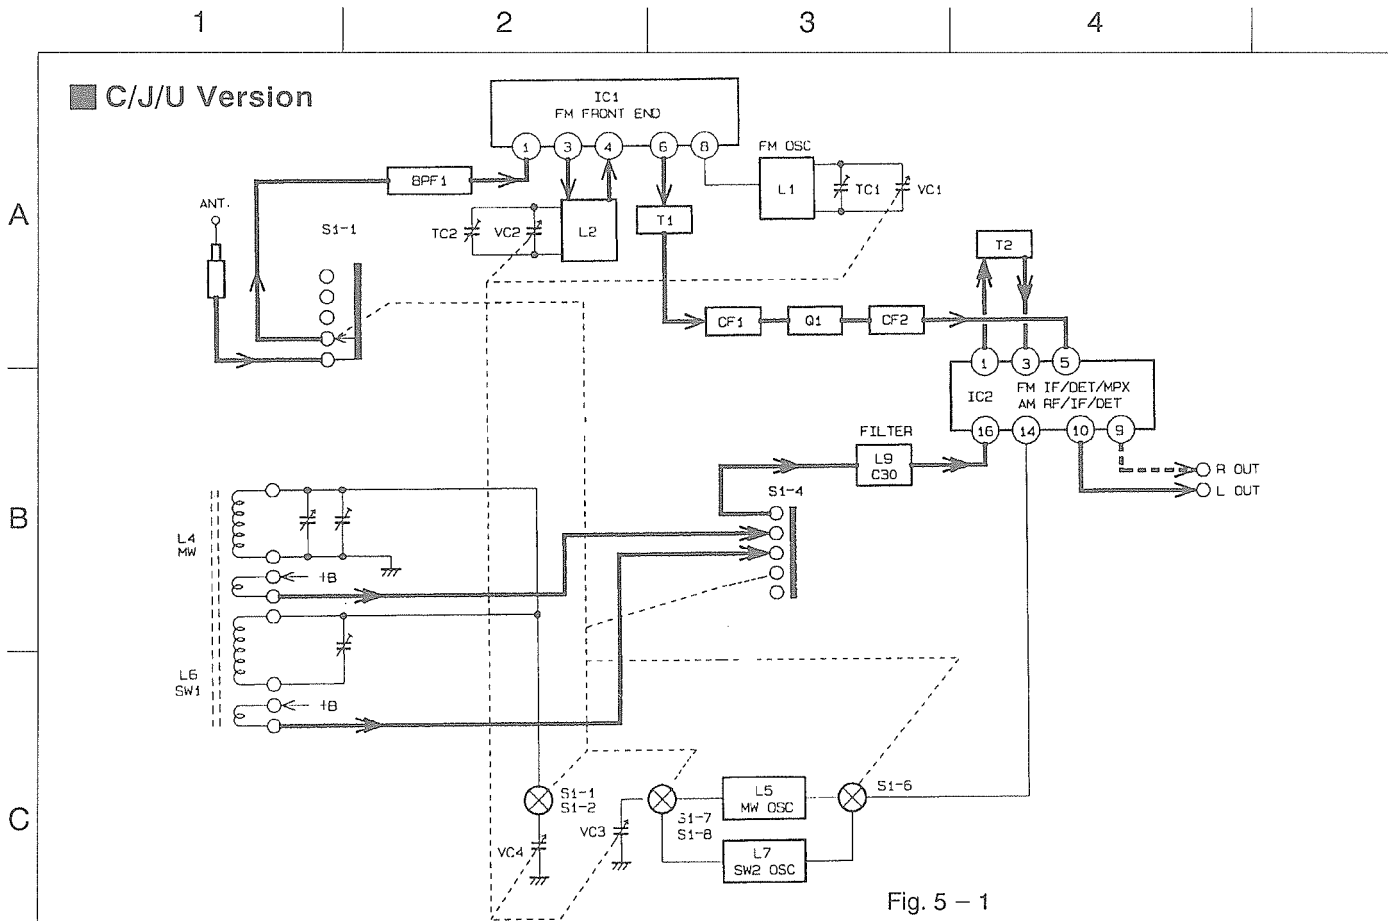 1 2 3 4
C/J/U Version
IC1
FM FRONT END
1 3 4 6 8
FM OSC
BPF1
L1
TC1
VC1
ANT.
S1-1
TC2
VC2
L2
T1
T2
A
CF1
Q1
CF2
1 3 5
IC2
FM IF/DET/MPX
AM RF/IF/DET
16 14 10 9
FILTER
L9
C30
R OUT
L OUT
S1-4
B
L4
MW
+B
L6
SW1
+B
S1-1
S1-2
VC4
VC3
S1-7
S1-8
L5
MW OSC
S1-6
L7
SW2 OSC
C
Fig. 5 – 1